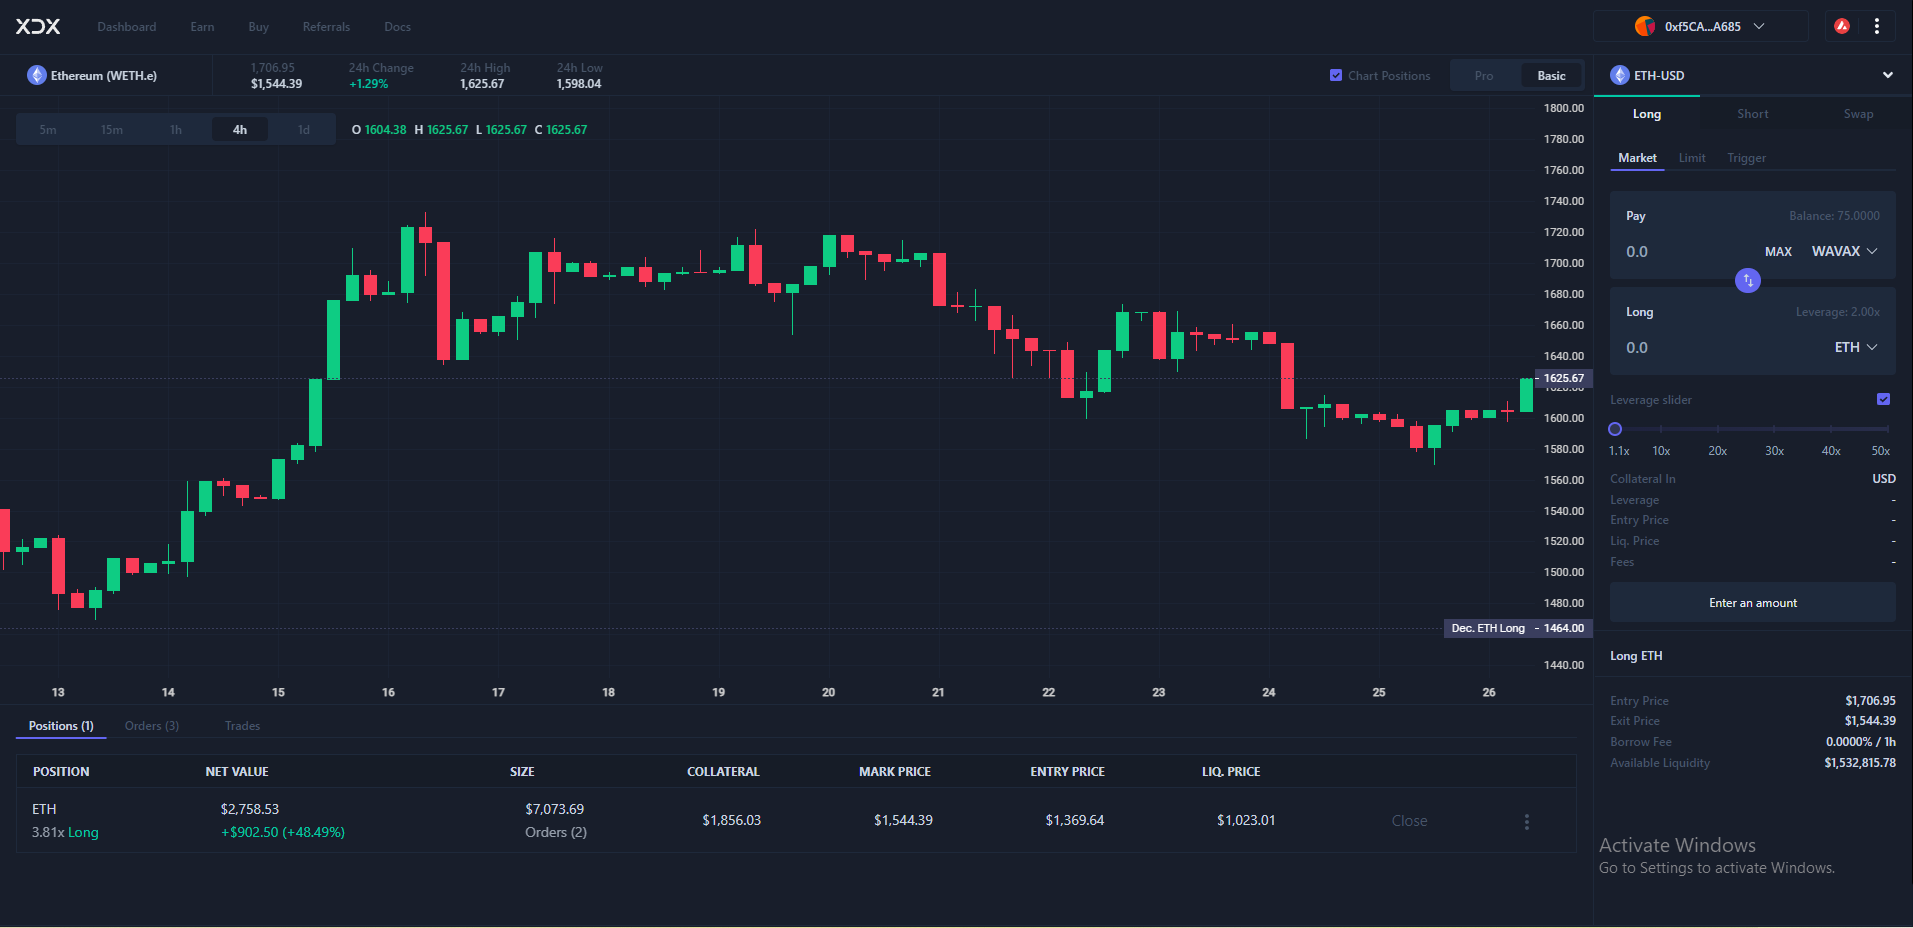 XDX Dashboard Earn Buy Referrals Docs 0xf5CA...A685
Ethereum (WETH.e)
1,706.95 24h Change 24h High 24h Low
$1,544.39 +1.29% 1,625.67 1,598.04
Chart Positions Pro Basic
ETH-USD
5m 15m 1h 4h 1d
O 1604.38 H 1625.67 L 1625.67 C 1625.67
1800.00
1780.00
1760.00
1740.00
1720.00
1700.00
1680.00
1660.00
1640.00
1625.67
1620.00
1600.00
1580.00
1560.00
1540.00
1520.00
1500.00
1480.00
Dec. ETH Long - 1464.00
1440.00
13 14 15 16 17 18 19 20 21 22 23 24 25 26
Long Short Swap
Market Limit Trigger
Pay Balance: 75.0000
0.0 MAX WAVAX
Long Leverage: 2.00x
0.0 ETH
Leverage slider
1.1x 10x 20x 30x 40x 50x
Collateral In USD
Leverage -
Entry Price -
Liq. Price -
Fees -
Enter an amount
Long ETH
Entry Price $1,706.95
Exit Price $1,544.39
Borrow Fee 0.0000% / 1h
Available Liquidity $1,532,815.78
Positions (1) Orders (3) Trades
POSITION NET VALUE SIZE COLLATERAL MARK PRICE ENTRY PRICE LIQ. PRICE
ETH $2,758.53 $7,073.69
$1,856.03 $1,544.39 $1,369.64 $1,023.01 Close
3.81x Long +$902.50 (+48.49%) Orders (2)
Activate Windows
Go to Settings to activate Windows.